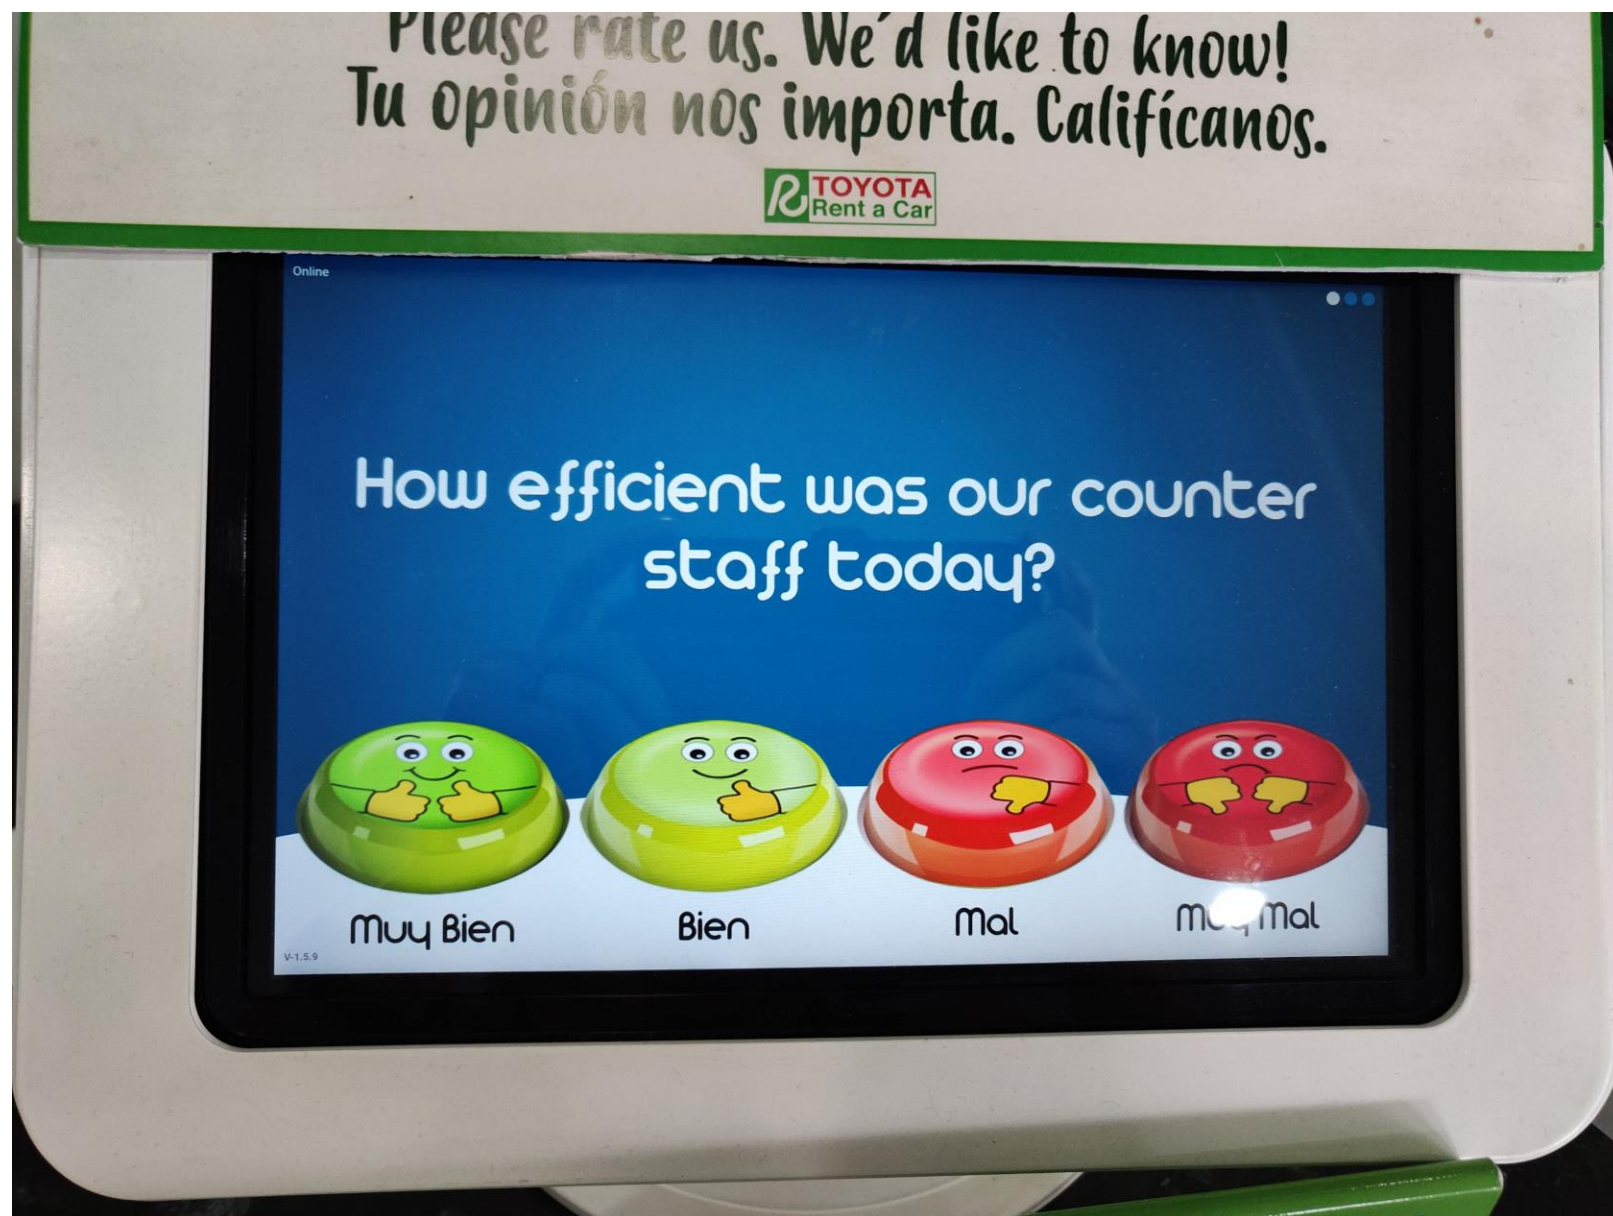 Please rate us. We'd like to know!
Tu opinión nos importa. Califícanos.
R TOYOTA
Rent a Car
Online
How efficient was our counter
staff today?
Muy Bien
Bien
Mal
Muy Mal
V-1.5.9